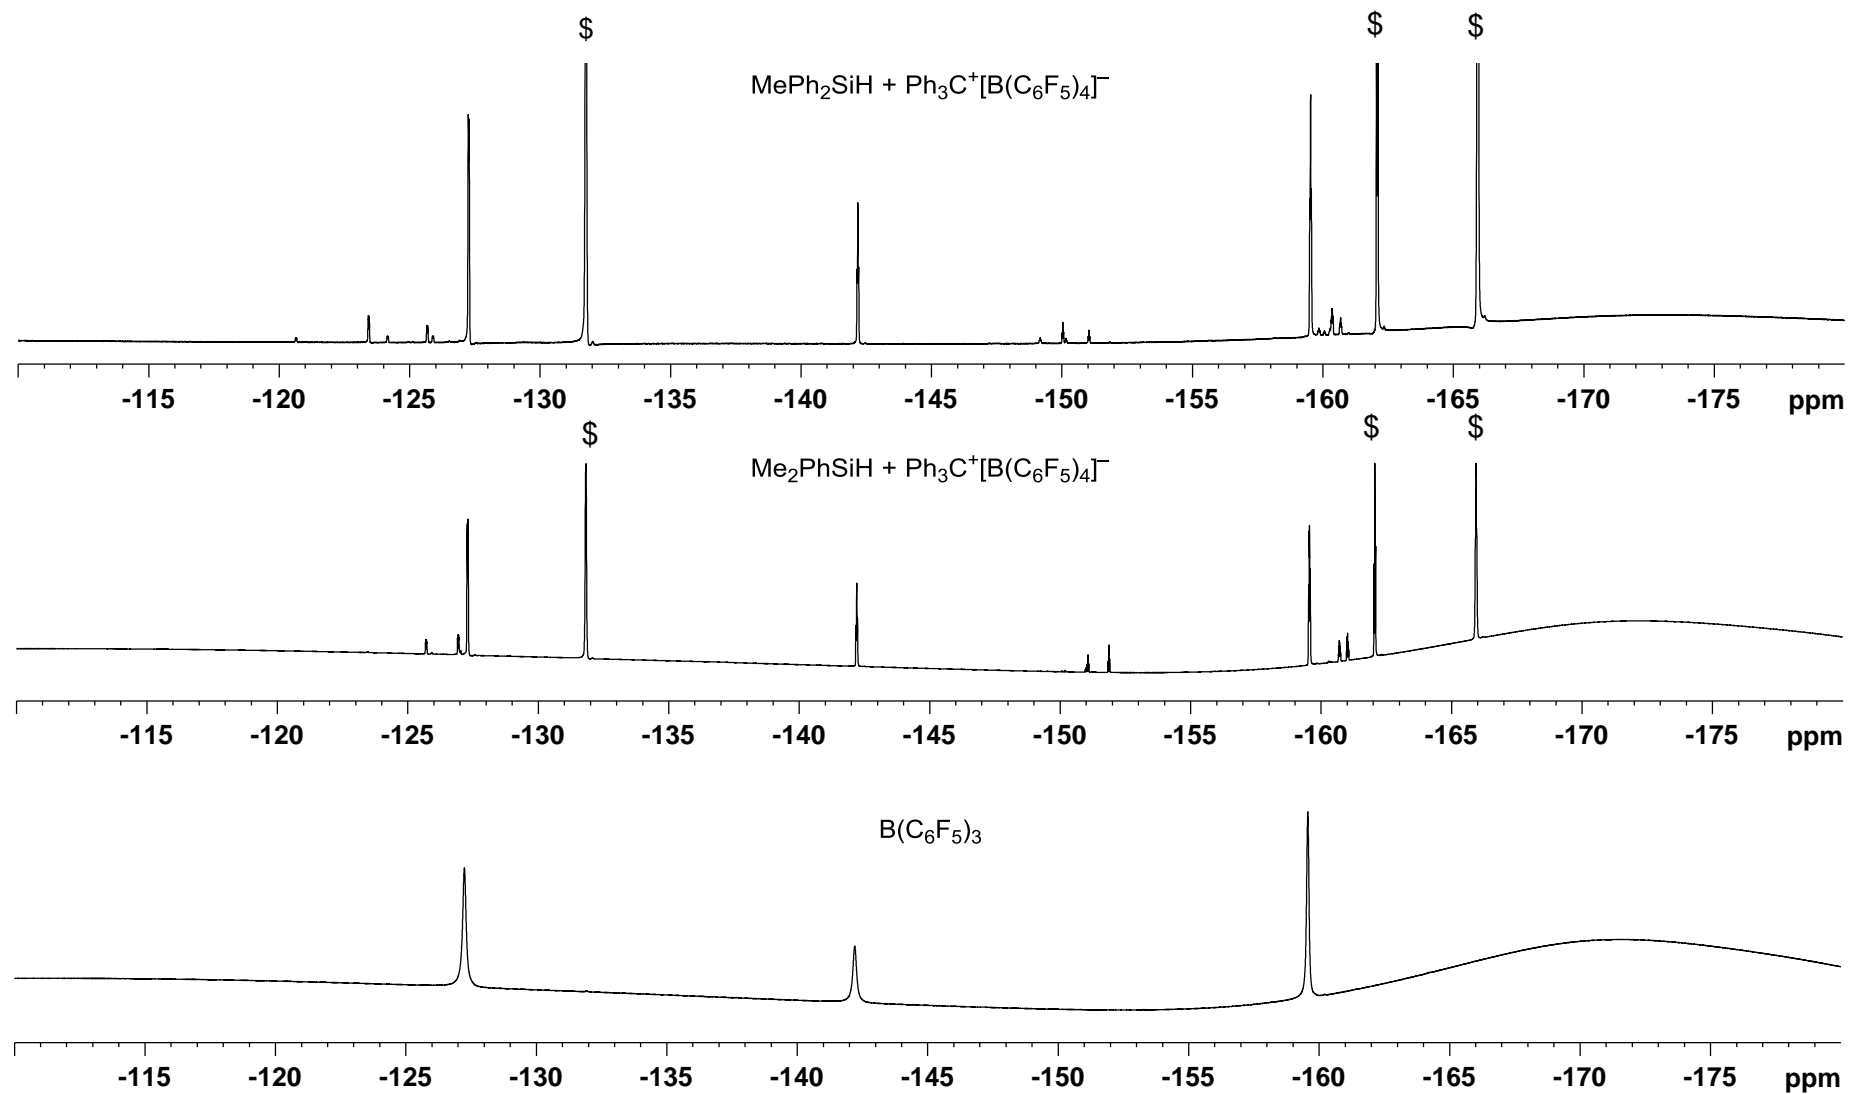 $ $ $
MePh₂SiH + Ph₃C⁺[B(C₆F₅)₄]⁻
-115 -120 -125 -130 -135 -140 -145 -150 -155 -160 -165 -170 -175 ppm
$ $ $
Me₂PhSiH + Ph₃C⁺[B(C₆F₅)₄]⁻
-115 -120 -125 -130 -135 -140 -145 -150 -155 -160 -165 -170 -175 ppm
B(C₆F₅)₃
-115 -120 -125 -130 -135 -140 -145 -150 -155 -160 -165 -170 -175 ppm